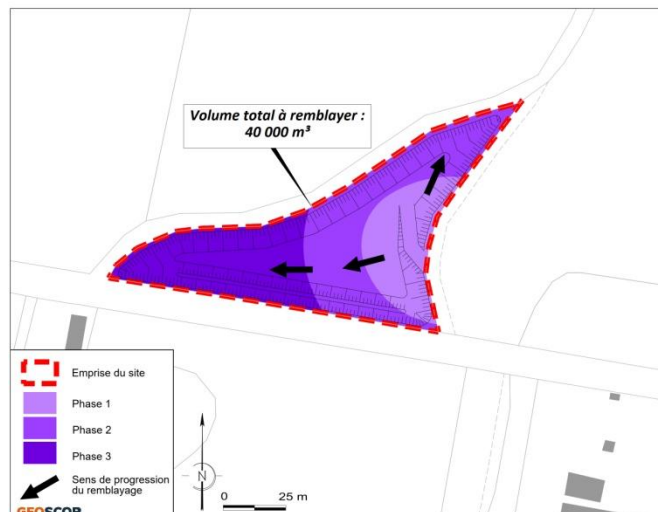 Volume total à remblayer :
40 000 m³
Emprise du site
Phase 1
Phase 2
Phase 3
Sens de progression
du remblayage
GEOSCOP
N
0 25 m